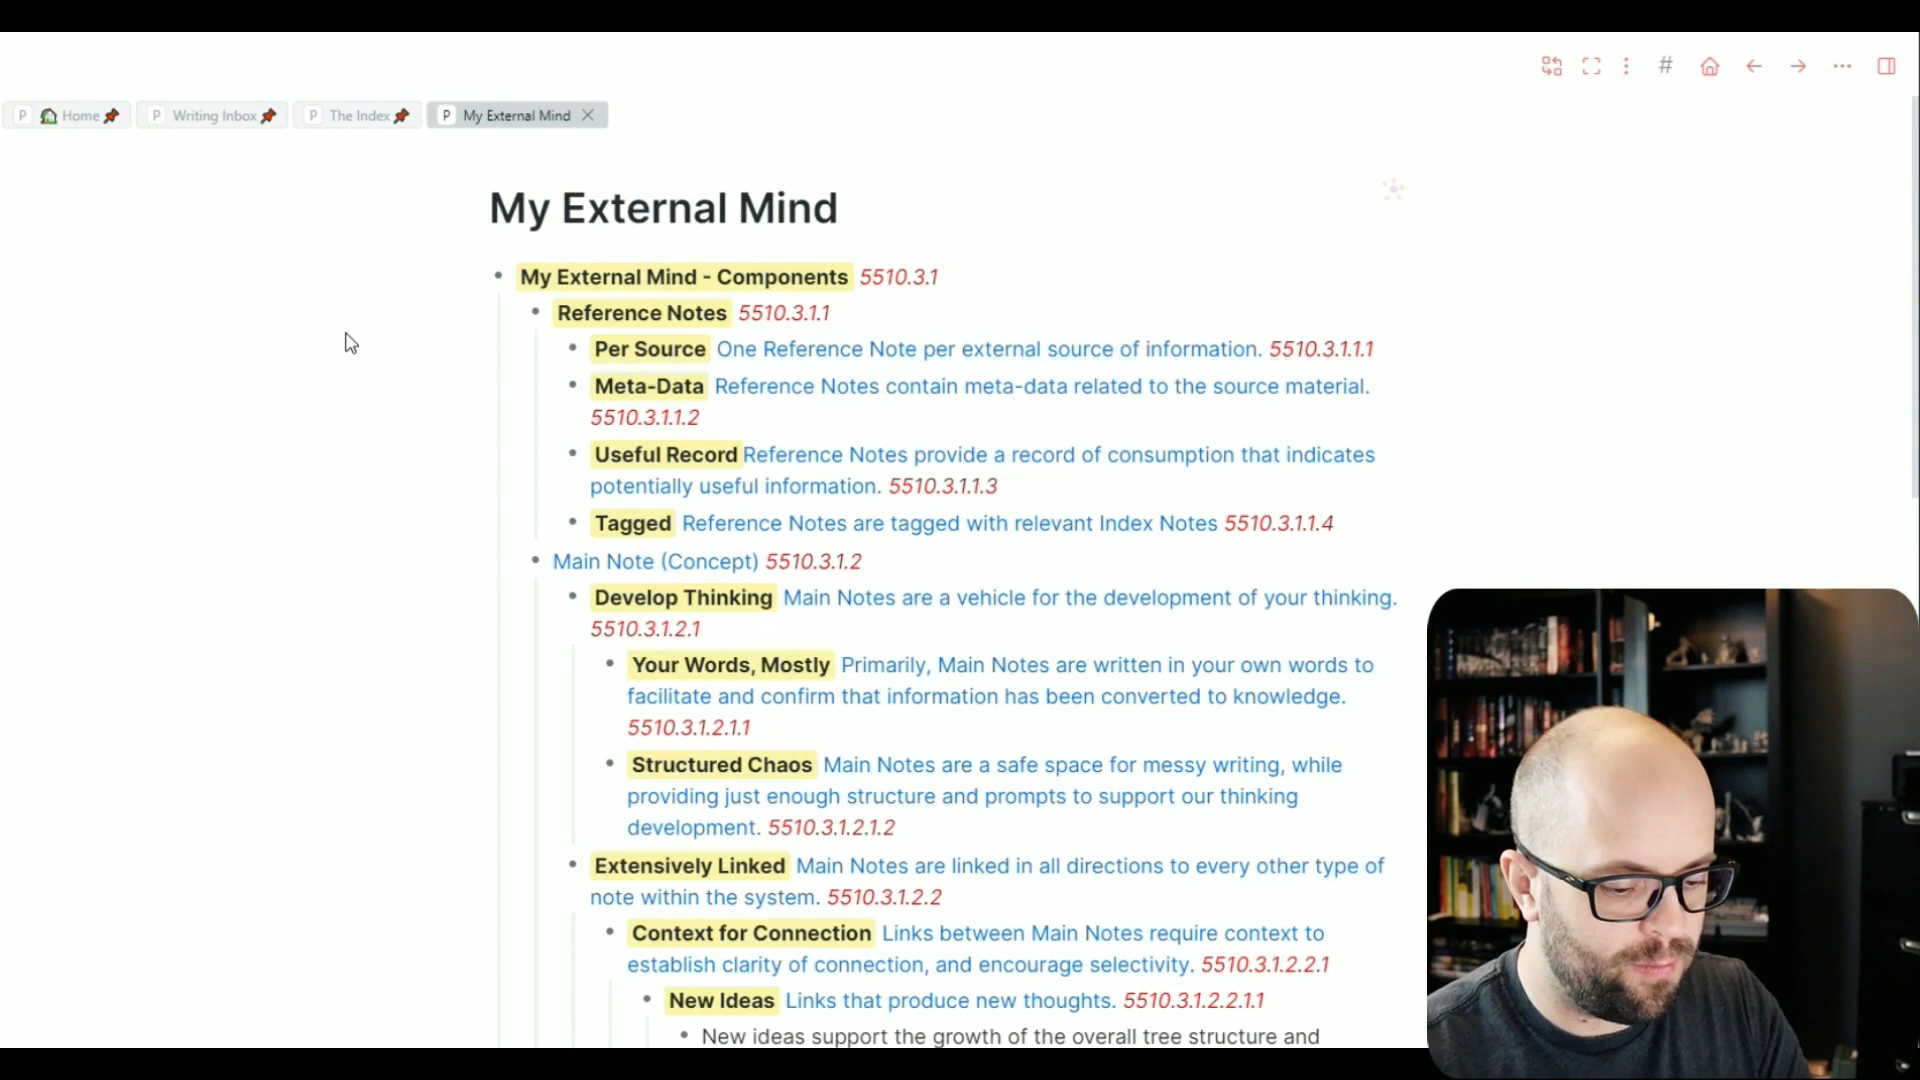 P Home
P Writing Inbox
P The Index
P My External Mind
#
My External Mind
My External Mind - Components 5510.3.1
Reference Notes 5510.3.1.1
Per Source One Reference Note per external source of information. 5510.3.1.1.1
Meta-Data Reference Notes contain meta-data related to the source material.
5510.3.1.1.2
Useful Record Reference Notes provide a record of consumption that indicates
potentially useful information. 5510.3.1.1.3
Tagged Reference Notes are tagged with relevant Index Notes 5510.3.1.1.4
Main Note (Concept) 5510.3.1.2
Develop Thinking Main Notes are a vehicle for the development of your thinking.
5510.3.1.2.1
Your Words, Mostly Primarily, Main Notes are written in your own words to
facilitate and confirm that information has been converted to knowledge.
5510.3.1.2.1.1
Structured Chaos Main Notes are a safe space for messy writing, while
providing just enough structure and prompts to support our thinking
development. 5510.3.1.2.1.2
Extensively Linked Main Notes are linked in all directions to every other type of
note within the system. 5510.3.1.2.2
Context for Connection Links between Main Notes require context to
establish clarity of connection, and encourage selectivity. 5510.3.1.2.2.1
New Ideas Links that produce new thoughts. 5510.3.1.2.2.1.1
New ideas support the growth of the overall tree structure and